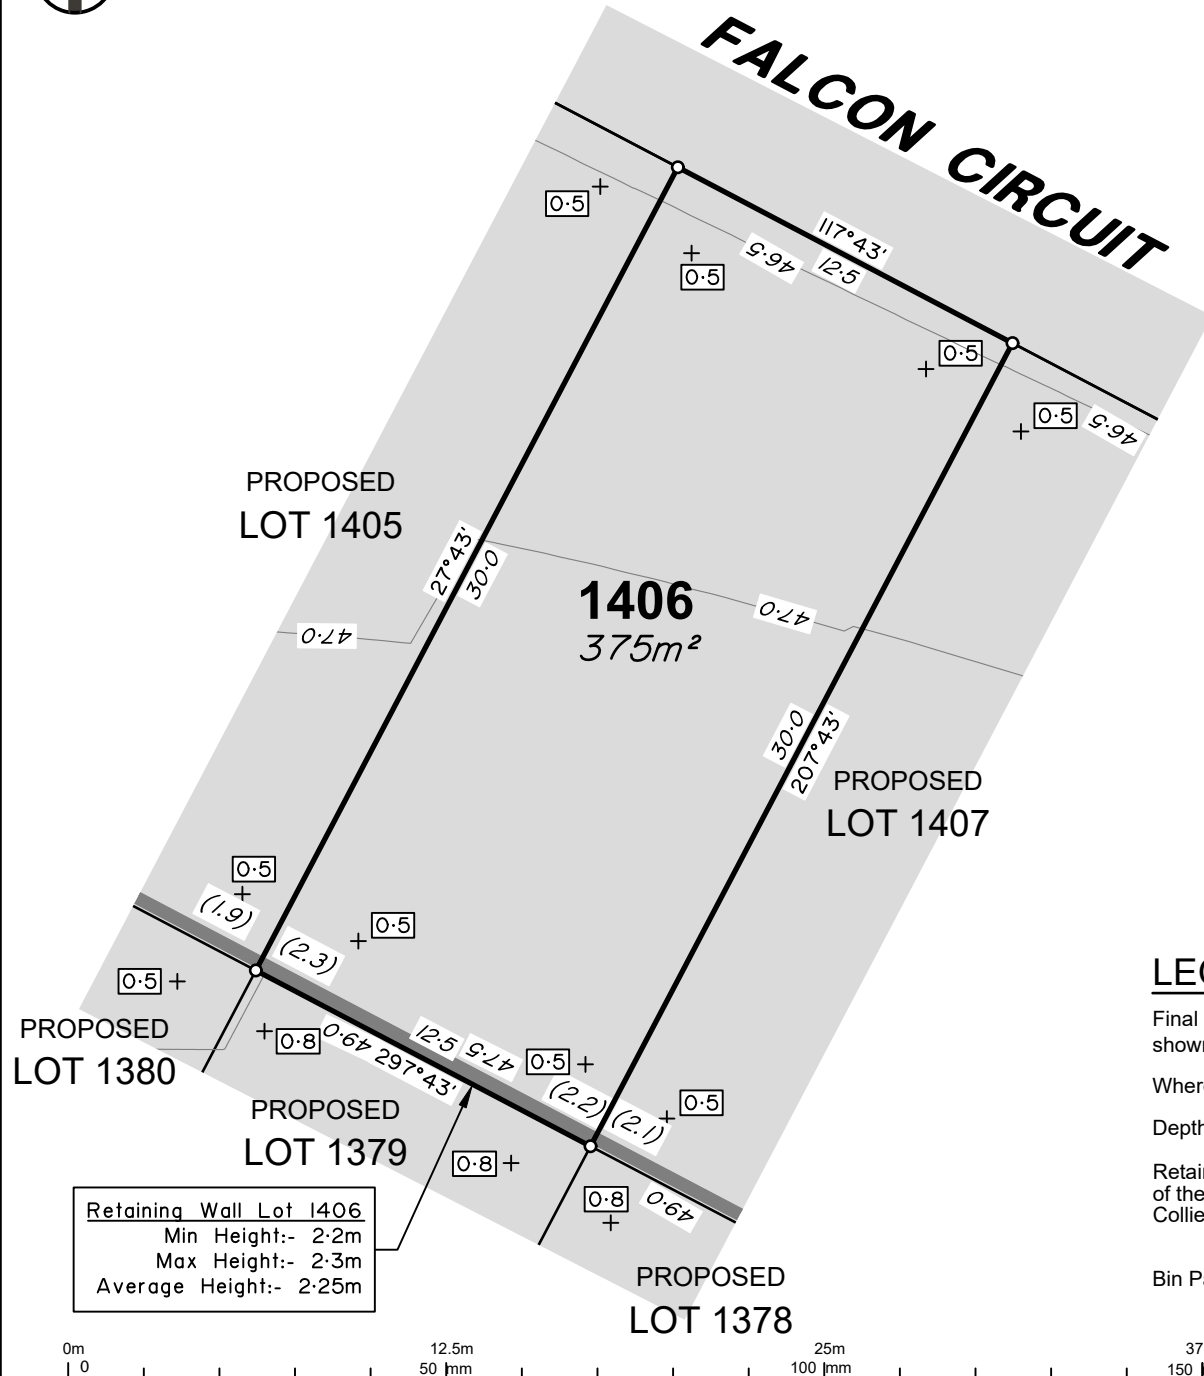 FALCON CIRCUIT
0·5
117°43'
46·5
12·5
0·5
0·5
0·5
46·5
PROPOSED
LOT 1405
27°43'
30·0
1406
375m²
47·0
47·0
30·0
207°43'
PROPOSED
LOT 1407
0·5
(1.9)
0·5
(2.3)
0·5
PROPOSED
LOT 1380
0·8
49·0
297°43'
12·5
47·5
0·5
(2.2)
(2.1)
0·5
PROPOSED
LOT 1379
0·8
0·8
49·0
Retaining Wall Lot 1406
Min Height:- 2·2m
Max Height:- 2·3m
Average Height:- 2·25m
PROPOSED
LOT 1378
Final
Where
Depth
of the
Bin
0m
12.5m
25m
0
50 mm
100 mm
150